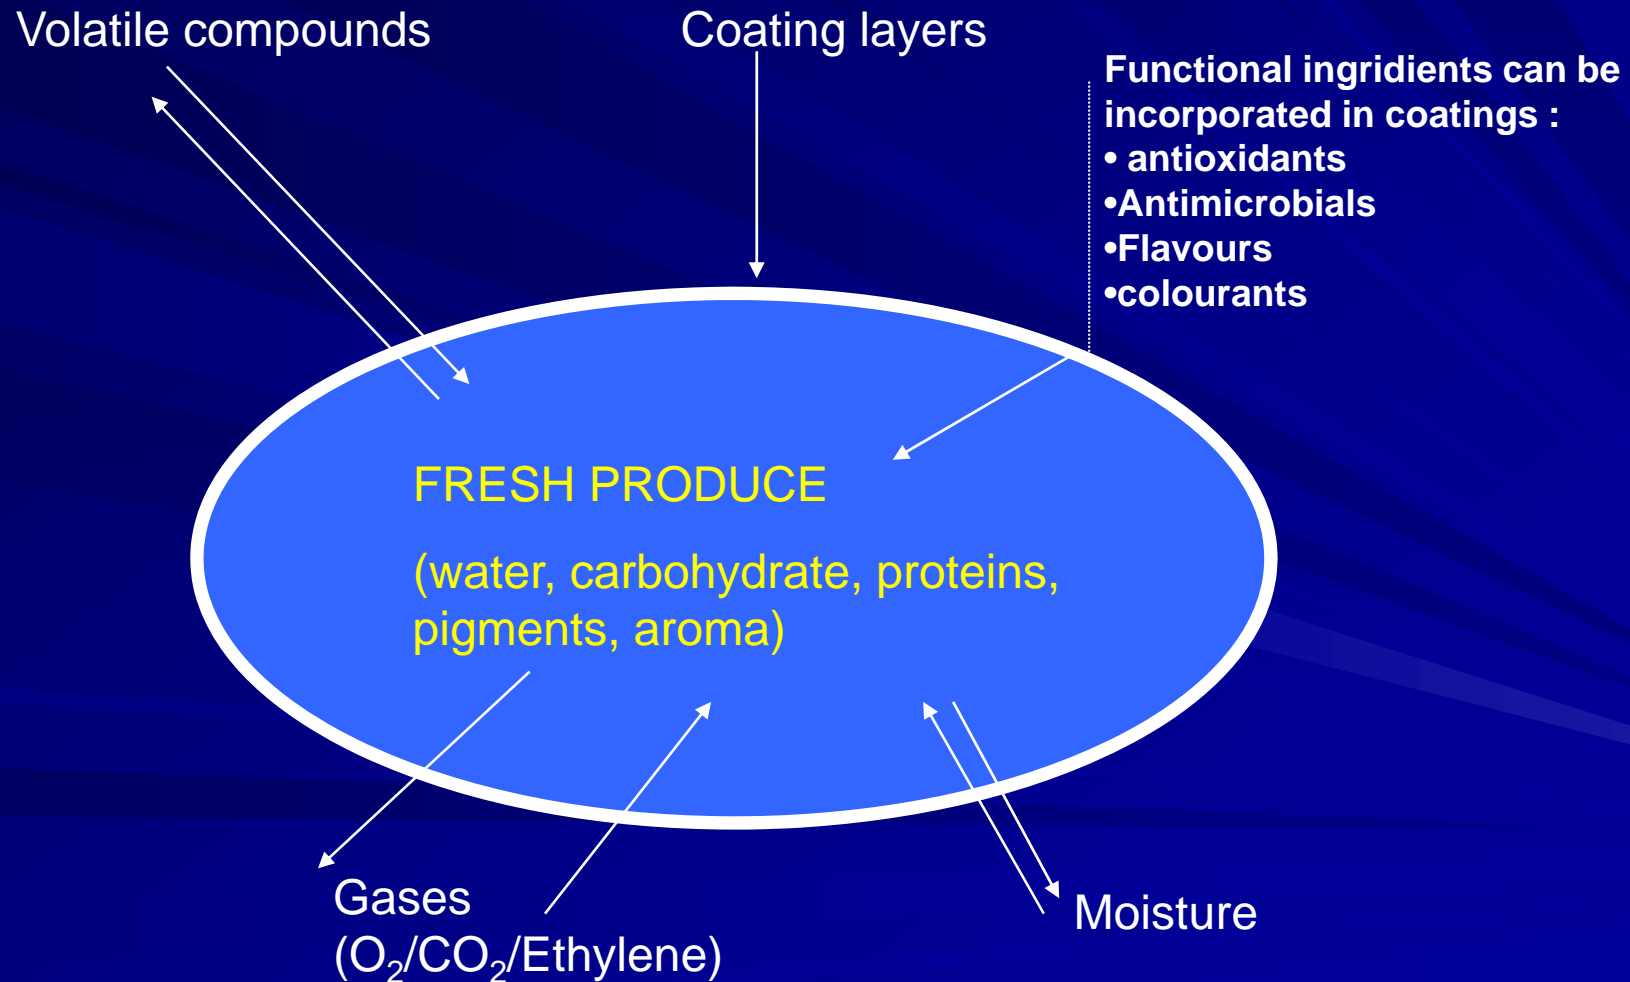 Volatile compounds
Coating layers
Functional ingridients can be
incorporated in coatings :
• antioxidants
•Antimicrobials
•Flavours
•colourants
FRESH PRODUCE
(water, carbohydrate, proteins,
pigments, aroma)
Gases
(O₂/CO₂/Ethylene)
Moisture